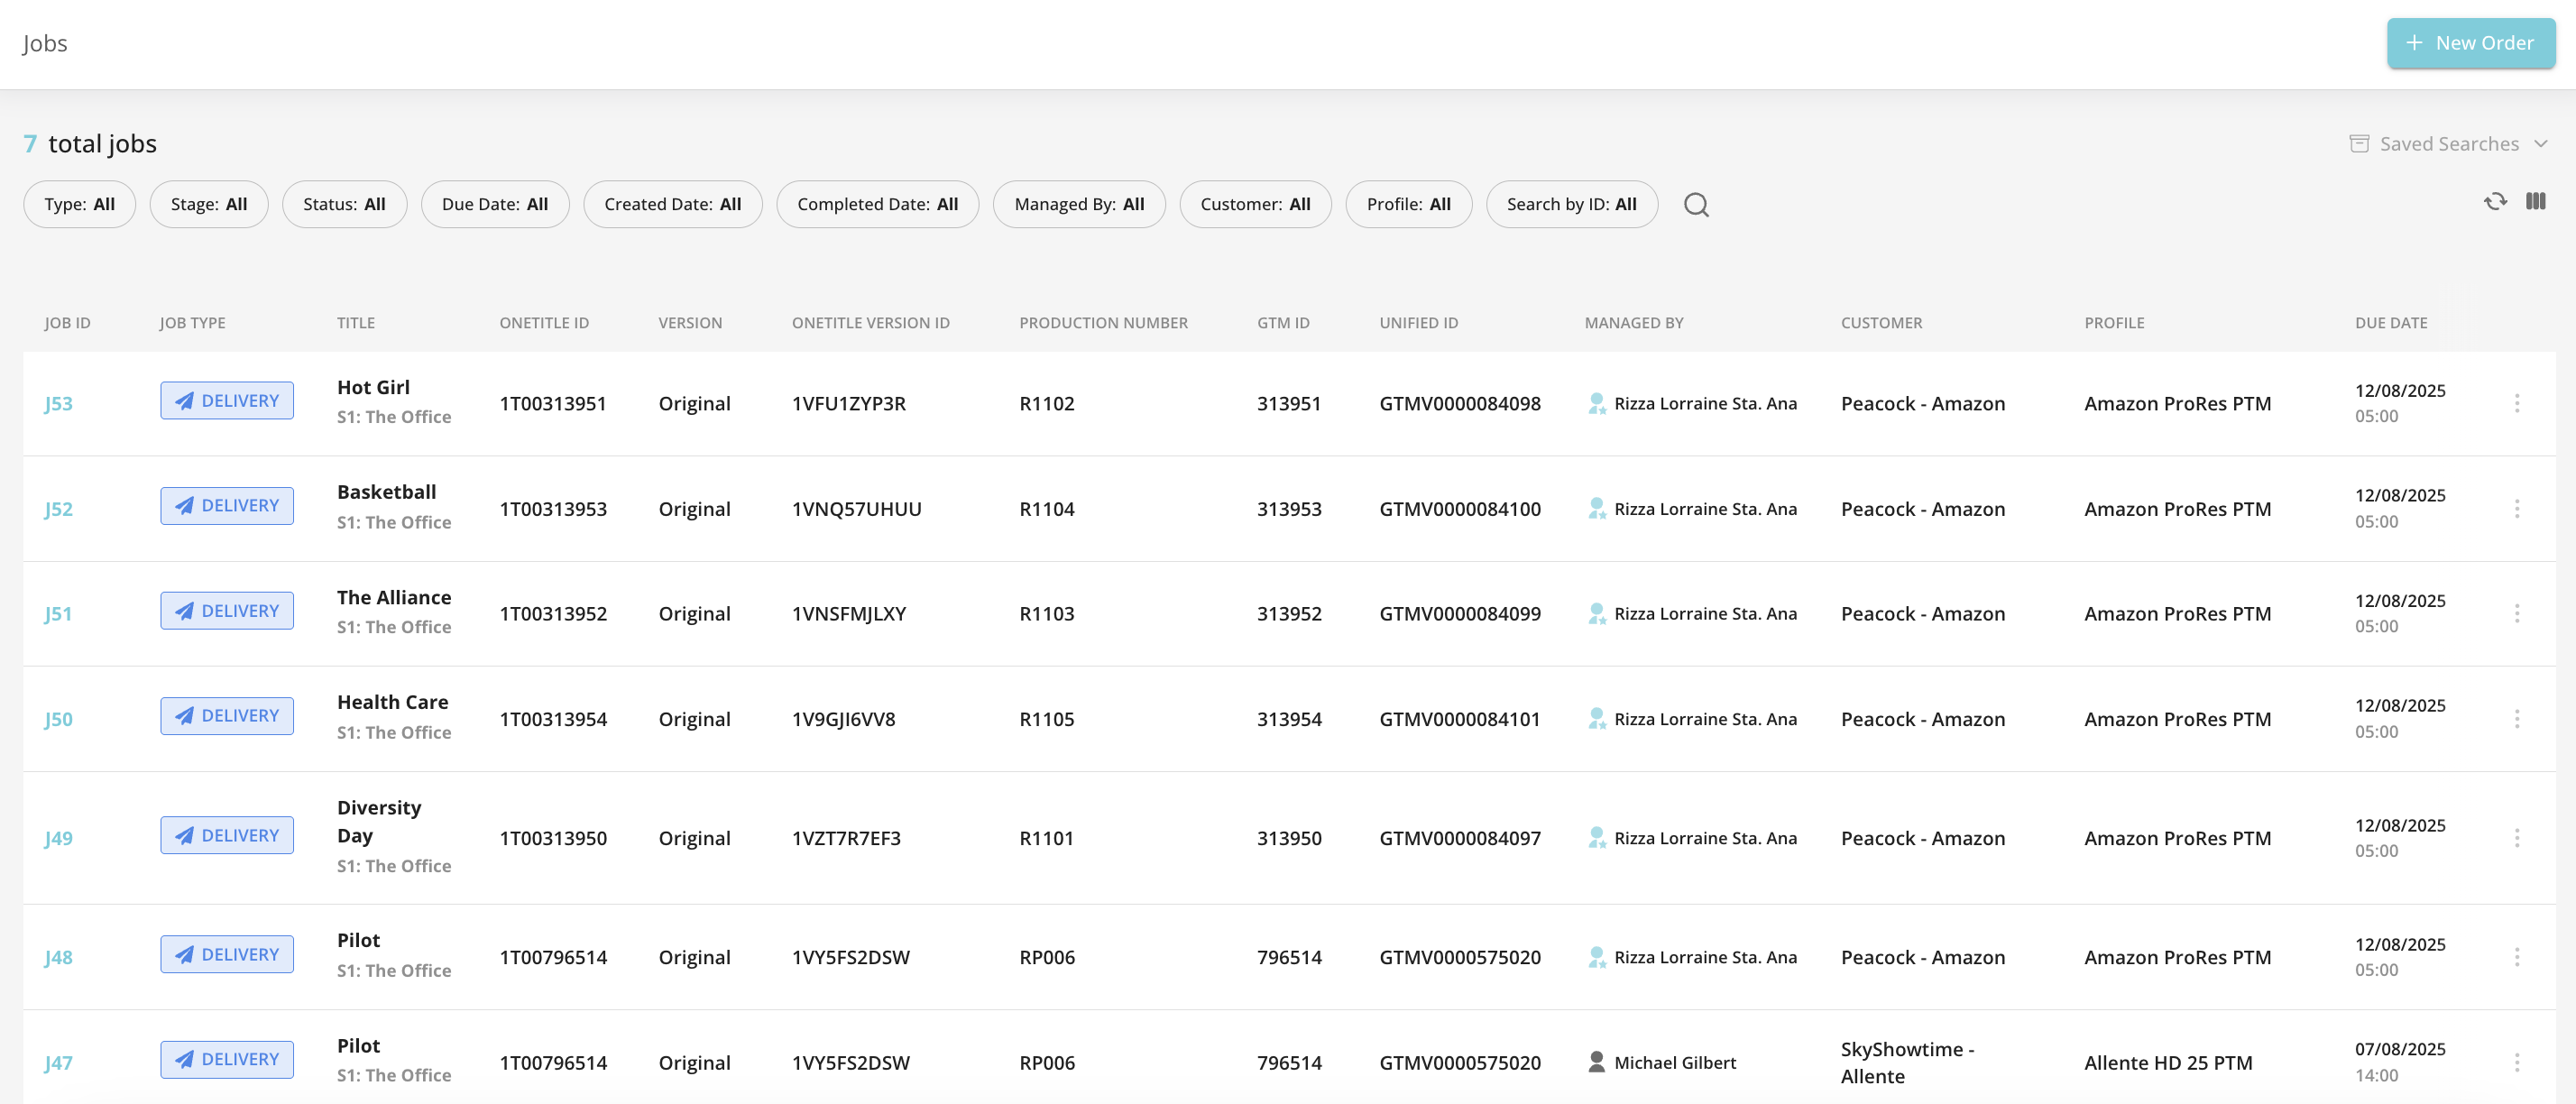 Jobs
New Order
7 total jobs
Saved Searches
Type: All
Stage: All
Status: All
Due Date: All
Created Date: All
Completed Date: All
Managed By: All
Customer: All
Profile: All
Search by ID: All
JOB ID JOB TYPE TITLE ONETITLE ID VERSION ONETITLE VERSION ID PRODUCTION NUMBER GTM ID UNIFIED ID MANAGED BY CUSTOMER PROFILE DUE DATE
J53 DELIVERY Hot Girl 1T00313951 Original 1VFU1ZYP3R R1102 313951 GTMV0000084098 Rizza Lorraine Sta. Ana Peacock - Amazon Amazon ProRes PTM 12/08/2025
S1: The Office 05:00
J52 DELIVERY Basketball 1T00313953 Original 1VNQ57UHUU R1104 313953 GTMV0000084100 Rizza Lorraine Sta. Ana Peacock - Amazon Amazon ProRes PTM 12/08/2025
S1: The Office 05:00
J51 DELIVERY The Alliance 1T00313952 Original 1VNSFMJLXY R1103 313952 GTMV0000084099 Rizza Lorraine Sta. Ana Peacock - Amazon Amazon ProRes PTM 12/08/2025
S1: The Office 05:00
J50 DELIVERY Health Care 1T00313954 Original 1V9GJI6VV8 R1105 313954 GTMV0000084101 Rizza Lorraine Sta. Ana Peacock - Amazon Amazon ProRes PTM 12/08/2025
S1: The Office 05:00
J49 DELIVERY Diversity 1T00313950 Original 1VZT7R7EF3 R1101 313950 GTMV0000084097 Rizza Lorraine Sta. Ana Peacock - Amazon Amazon ProRes PTM 12/08/2025
Day 05:00
S1: The Office
J48 DELIVERY Pilot 1T00796514 Original 1VY5FS2DSW RP006 796514 GTMV0000575020 Rizza Lorraine Sta. Ana Peacock - Amazon Amazon ProRes PTM 12/08/2025
S1: The Office 05:00
J47 DELIVERY Pilot 1T00796514 Original 1VY5FS2DSW RP006 796514 GTMV0000575020 Michael Gilbert SkyShowtime - Allente HD 25 PTM 07/08/2025
S1: The Office Allente 14:00